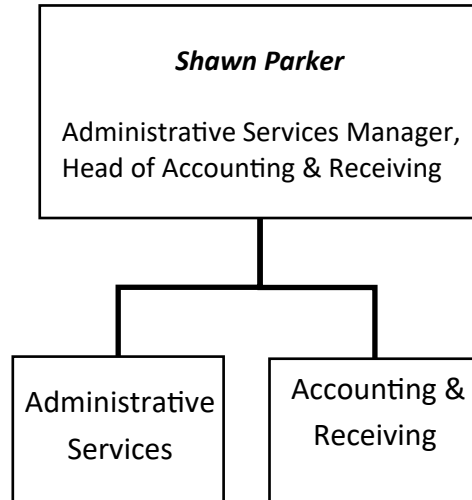 Shawn Parker
Administrative Services Manager,
Head of Accounting & Receiving
Administrative
Services
Accounting &
Receiving